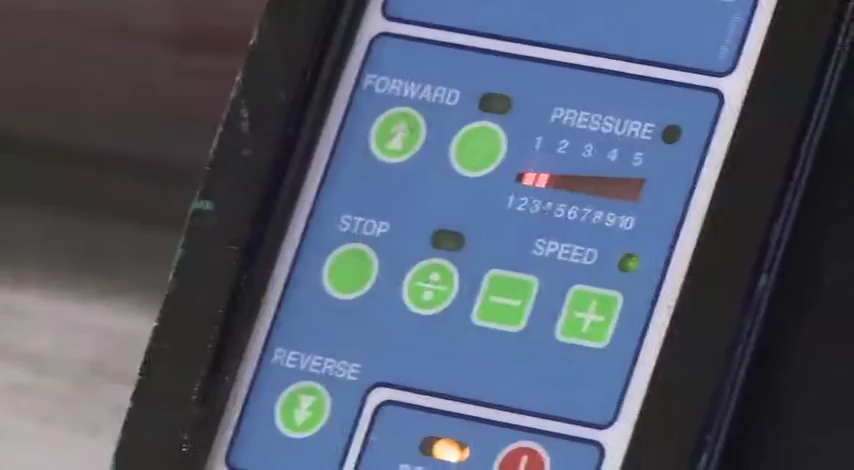 FORWARD
PRESSURE
1 2 3 4 5
12345678910
STOP
SPEED
REVERSE